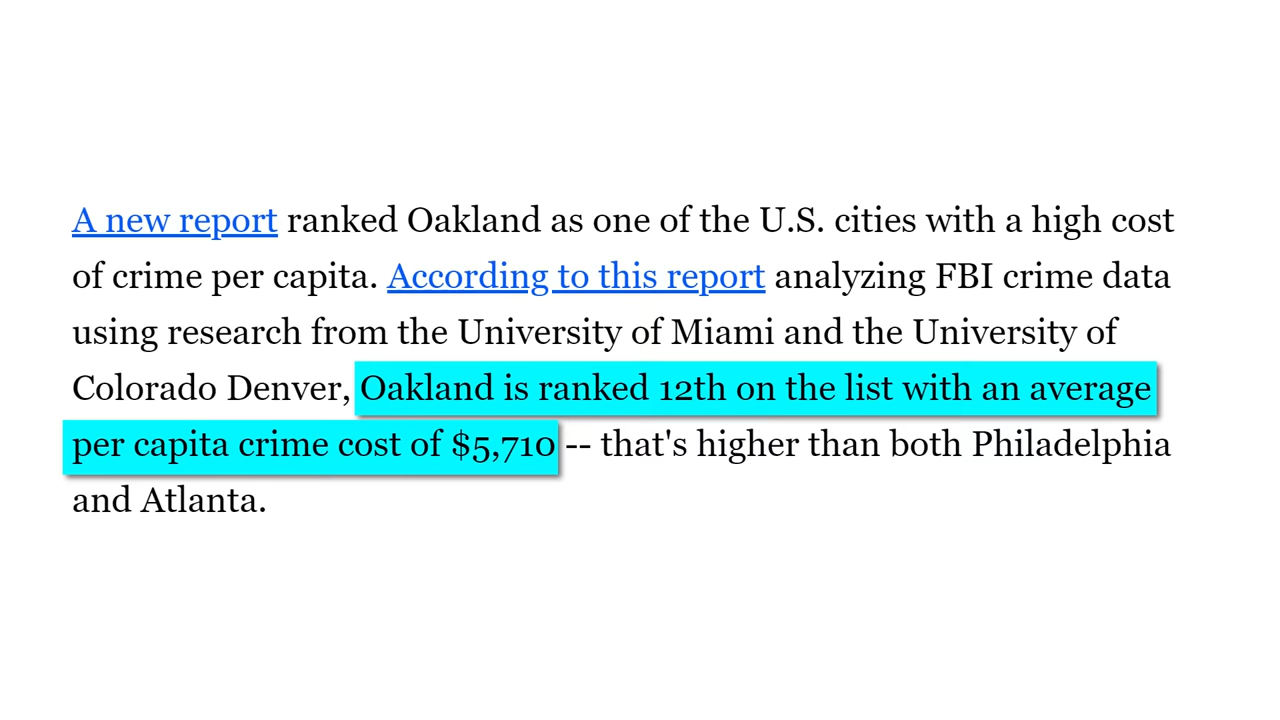 A new report ranked Oakland as one of the U.S. cities with a high cost
of crime per capita. According to this report analyzing FBI crime data
using research from the University of Miami and the University of
Colorado Denver, Oakland is ranked 12th on the list with an average
per capita crime cost of $5,710 -- that's higher than both Philadelphia
and Atlanta.